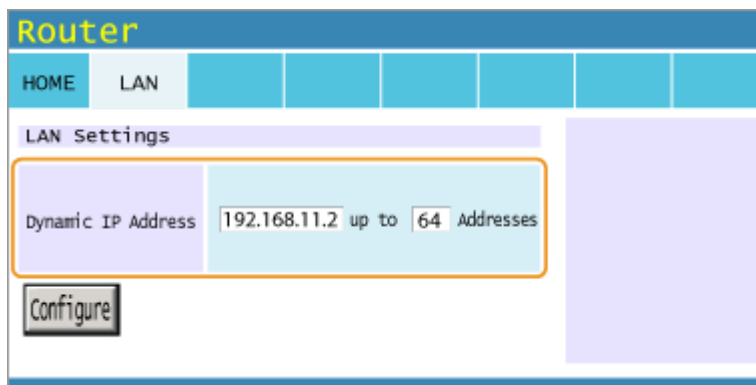 Router
HOME LAN
LAN Settings
Dynamic IP Address 192.168.11.2 up to 64 Addresses
Configure